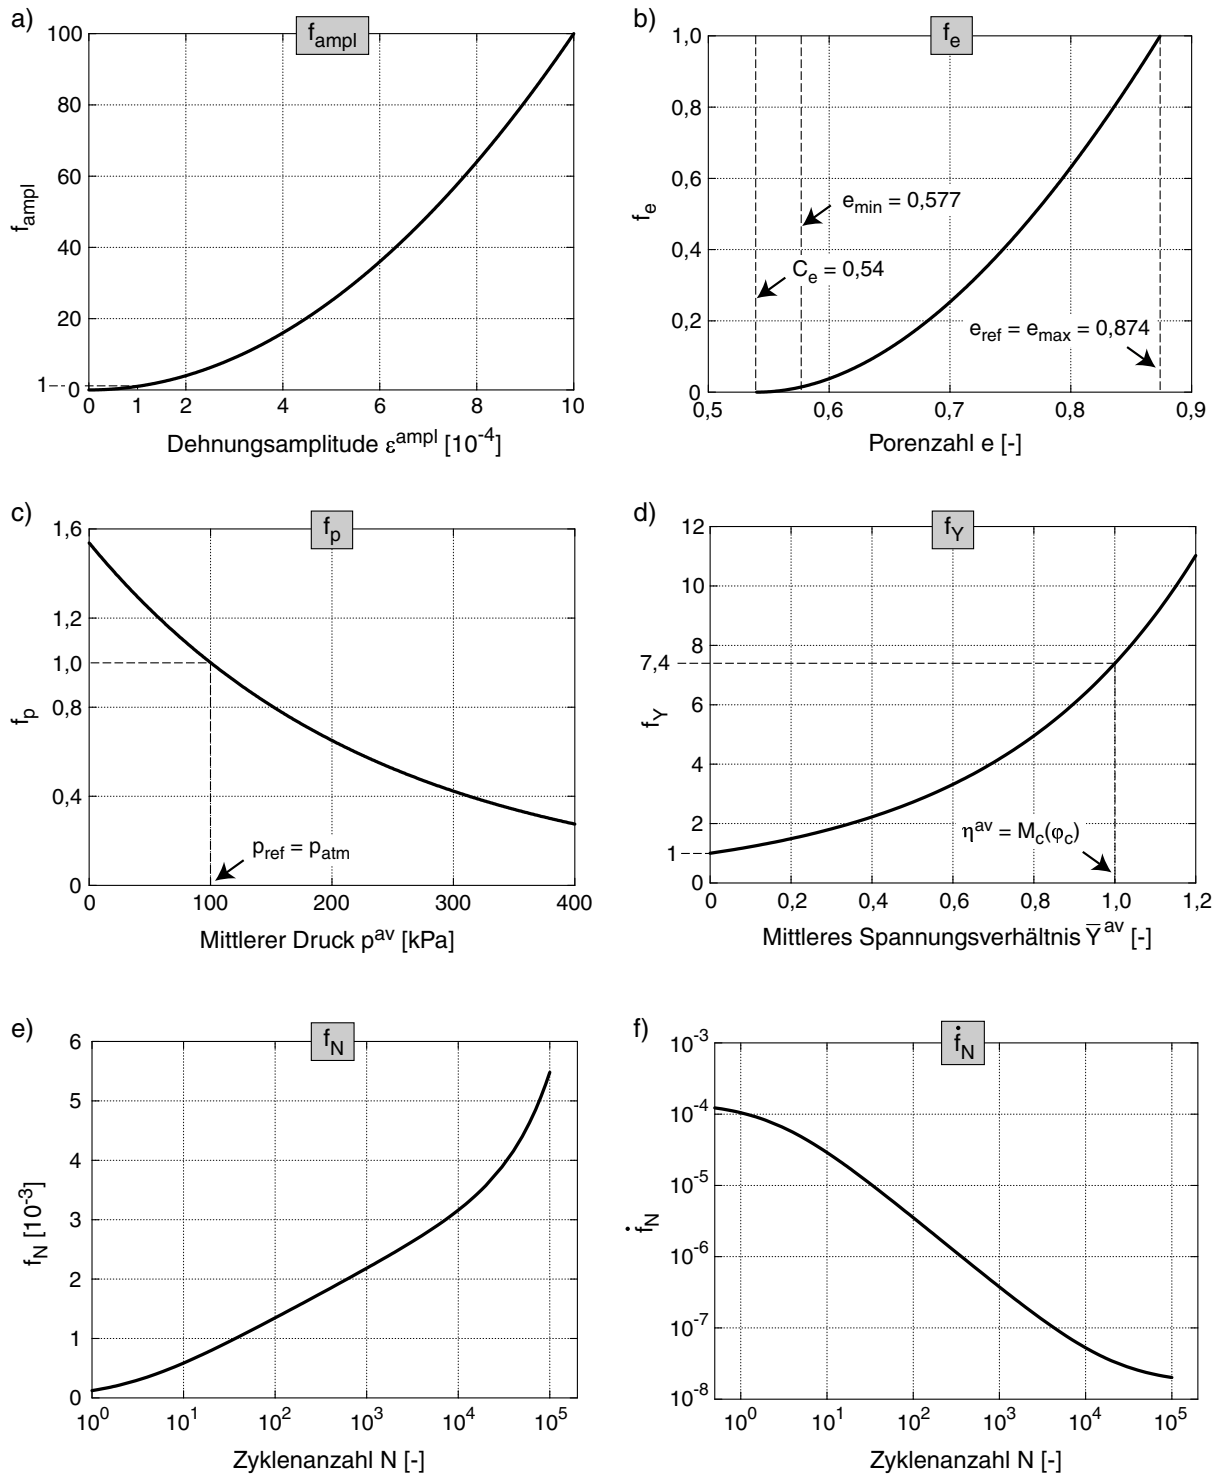 a)
f_ampl
100
80
60
40
20
1
0
f_ampl
0 1 2 4 6 8 10
Dehnungsamplitude ε^ampl [10^-4]
b)
f_e
1,0
0,8
0,6
0,4
0,2
0
f_e
e_min = 0,577
C_e = 0,54
e_ref = e_max = 0,874
0,5 0,6 0,7 0,8 0,9
Porenzahl e [-]
c)
f_p
1,6
1,2
1,0
0,8
0,4
0
f_p
p_ref = p_atm
0 100 200 300 400
Mittlerer Druck p^av [kPa]
d)
f_Y
12
10
8
7,4
6
4
2
1
0
f_Y
η^av = M_c(φ_c)
0 0,2 0,4 0,6 0,8 1,0 1,2
Mittleres Spannungsverhältnis Y̅^av [-]
e)
f_N
6
5
4
3
2
1
0
f_N [10^-3]
10^0 10^1 10^2 10^3 10^4 10^5
Zyklenanzahl N [-]
f)
ḟ_N
10^-3
10^-4
10^-5
10^-6
10^-7
10^-8
ḟ_N
10^0 10^1 10^2 10^3 10^4 10^5
Zyklenanzahl N [-]